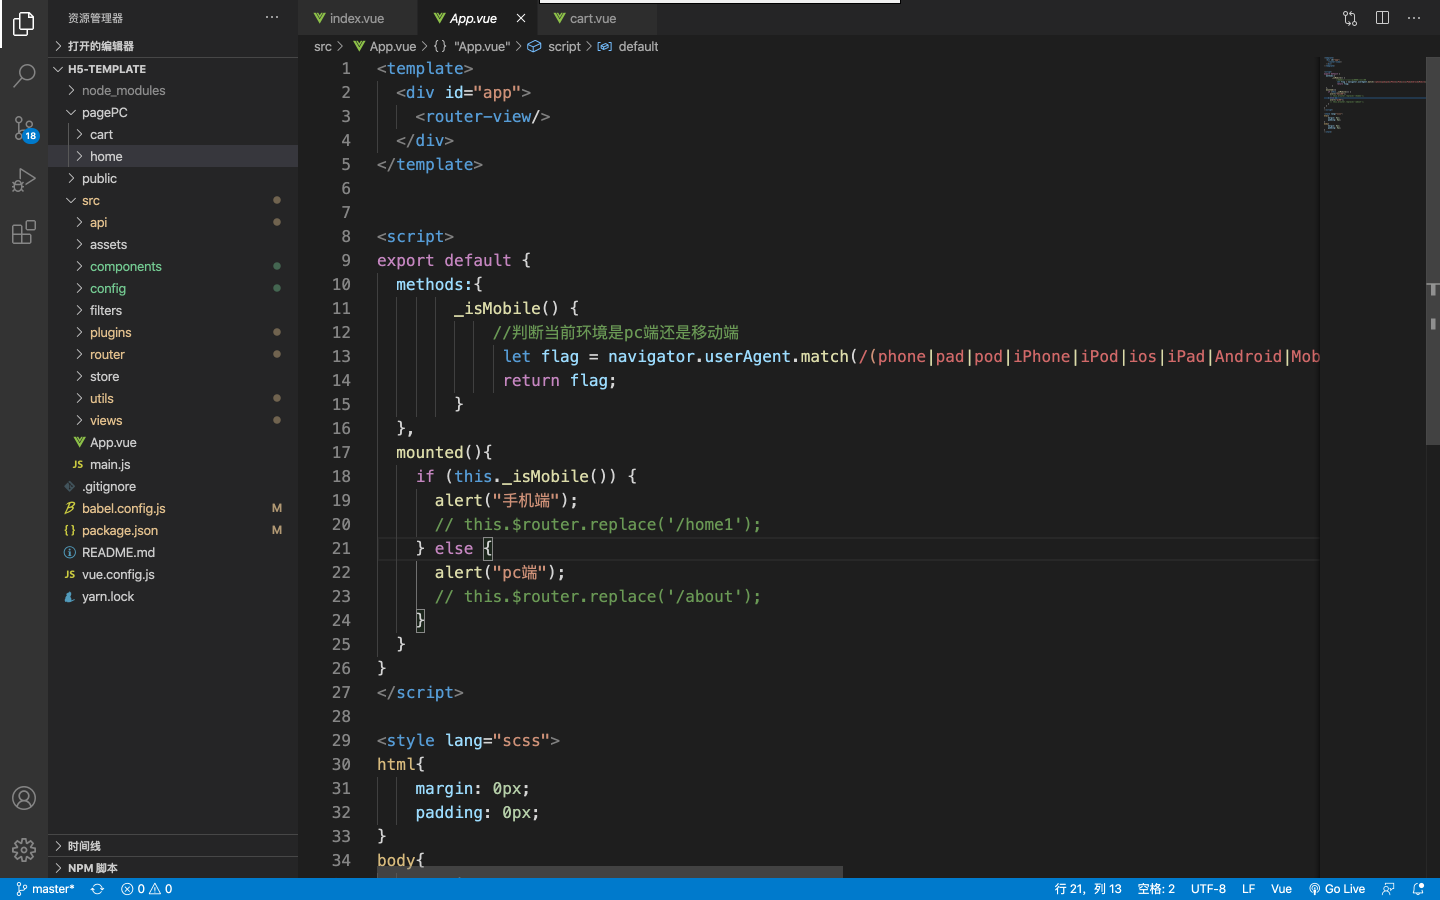 资源管理器
打开的编辑器
H5-TEMPLATE
node_modules
pagePC
cart
home
public
src
api
assets
components
config
filters
plugins
router
store
utils
views
App.vue
JS main.js
.gitignore
babel.config.js M
{} package.json M
README.md
JS vue.config.js
yarn.lock
时间线
NPM 脚本
18
index.vue App.vue cart.vue
src > App.vue > {} "App.vue" > script > default
1 <template>
2 <div id="app">
3 <router-view/>
4 </div>
5 </template>
6
7
8 <script>
9 export default {
10 methods:{
11 _isMobile() {
12 //判断当前环境是pc端还是移动端
13 let flag = navigator.userAgent.match(/(phone|pad|pod|iPhone|iPod|ios|iPad|Android|Mob
14 return flag;
15 }
16 },
17 mounted(){
18 if (this._isMobile()) {
19 alert("手机端");
20 // this.$router.replace('/home1');
21 } else {
22 alert("pc端");
23 // this.$router.replace('/about');
24 }
25 }
26 }
27 </script>
28
29 <style lang="scss">
30 html{
31 margin: 0px;
32 padding: 0px;
33 }
34 body{
master* 0 0 行 21，列 13 空格: 2 UTF-8 LF Vue Go Live